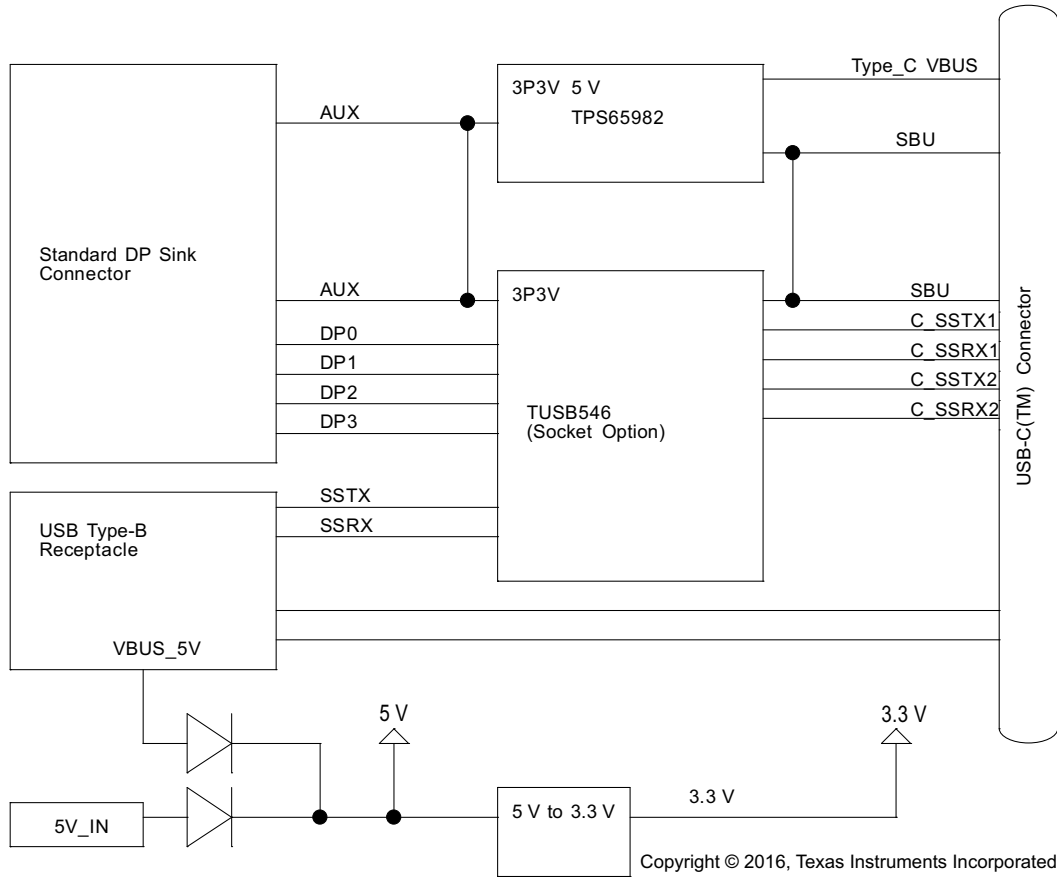 Type_C VBUS
3P3V 5 V
TPS65982
AUX
SBU
Standard DP Sink
Connector
AUX
3P3V
SBU
DP0
C_SSTX1
DP1
C_SSRX1
DP2
C_SSTX2
DP3
C_SSRX2
TUSB546
(Socket Option)
USB-C(TM) Connector
SSTX
SSRX
USB Type-B
Receptacle
VBUS_5V
5 V
3.3 V
5V_IN
5 V to 3.3 V
3.3 V
Copyright © 2016, Texas Instruments Incorporated